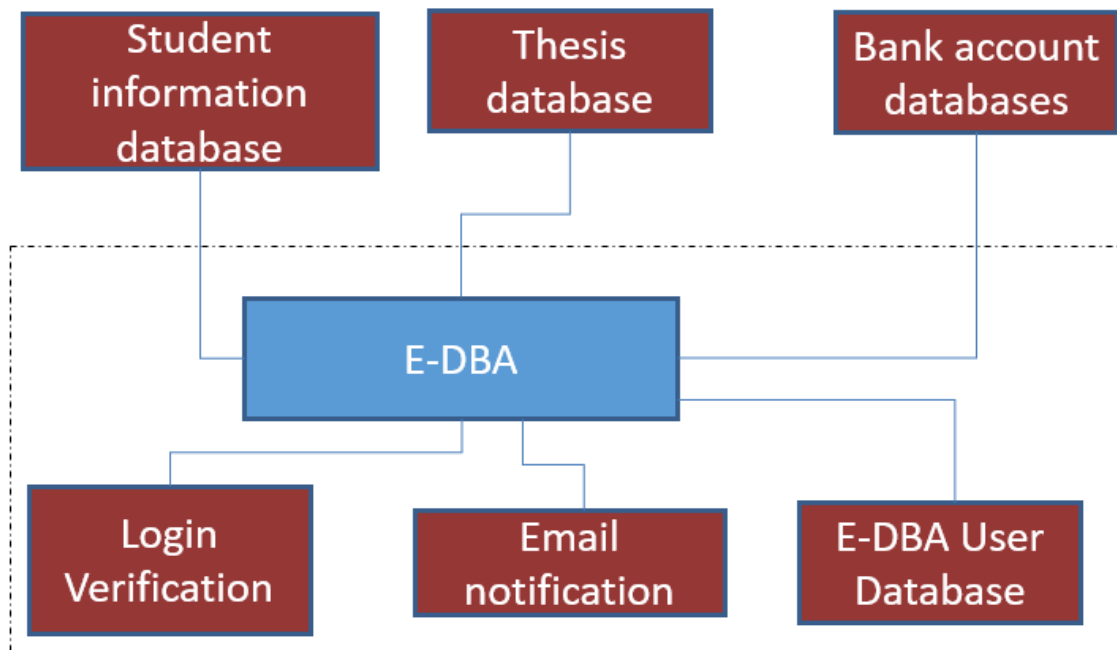 Student
information
database
Thesis
database
Bank account
databases
E-DBA
Login
Verification
Email
notification
E-DBA User
Database